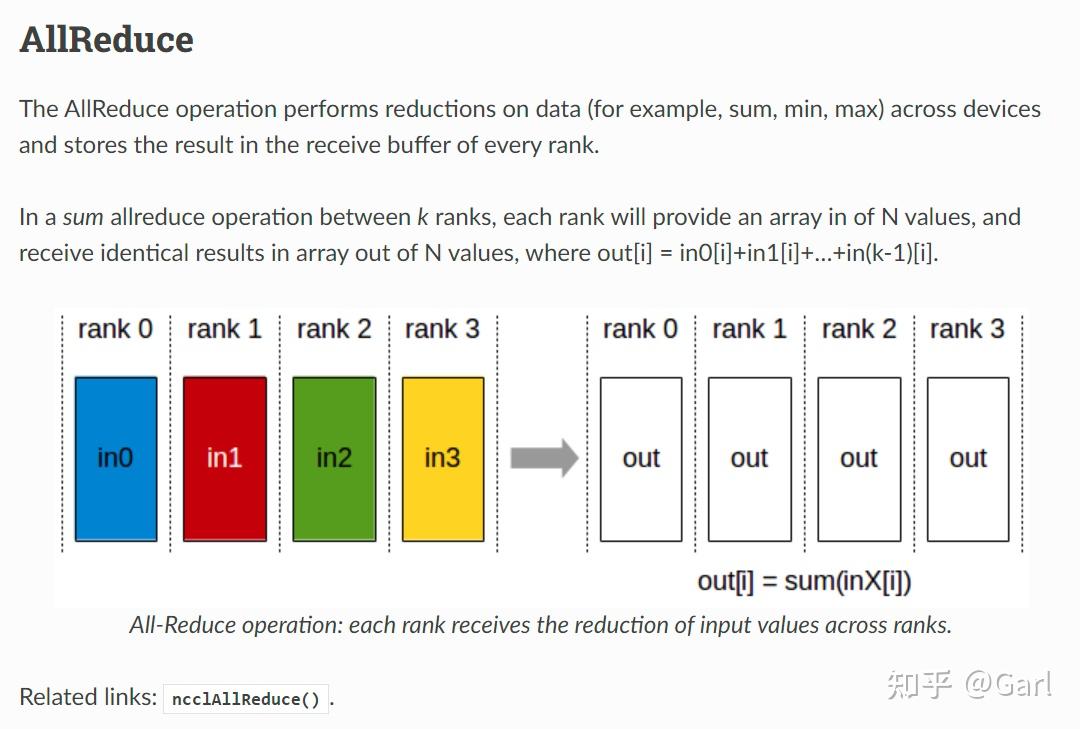 AllReduce
The AllReduce operation performs reductions on data (for example, sum, min, max) across devices
and stores the result in the receive buffer of every rank.
In a sum allreduce operation between k ranks, each rank will provide an array in of N values, and
receive identical results in array out of N values, where out[i] = in0[i]+in1[i]+...+in(k-1)[i].
rank 0 rank 1 rank 2 rank 3 rank 0 rank 1 rank 2 rank 3
in0 in1 in2 in3 out out out out
out[i] = sum(inX[i])
All-Reduce operation: each rank receives the reduction of input values across ranks.
Related links: ncclAllReduce() .
知乎 @Garl